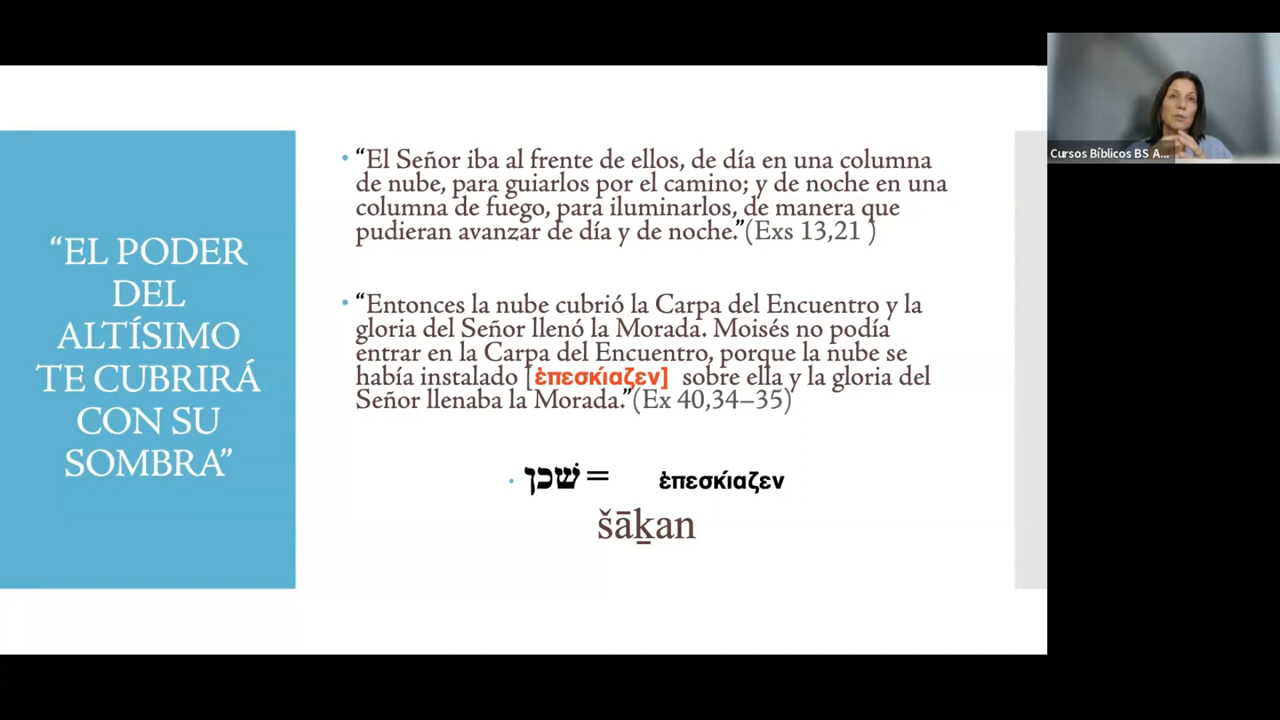 “EL PODER
DEL
ALTÍSIMO
TE CUBRIRÁ
CON SU
SOMBRA”
• “El Señor iba al frente de ellos, de día en una columna
de nube, para guiarlos por el camino; y de noche en una
columna de fuego, para iluminarlos, de manera que
pudieran avanzar de día y de noche.”(Exs 13,21 )
• “Entonces la nube cubrió la Carpa del Encuentro y la
gloria del Señor llenó la Morada. Moisés no podía
entrar en la Carpa del Encuentro, porque la nube se
había instalado [ἐπεσκίαζεν] sobre ella y la gloria del
Señor llenaba la Morada.”(Ex 40,34–35)
• שׁכן = ἐπεσκίαζεν
šāḵan
Cursos Bíblicos BS A...